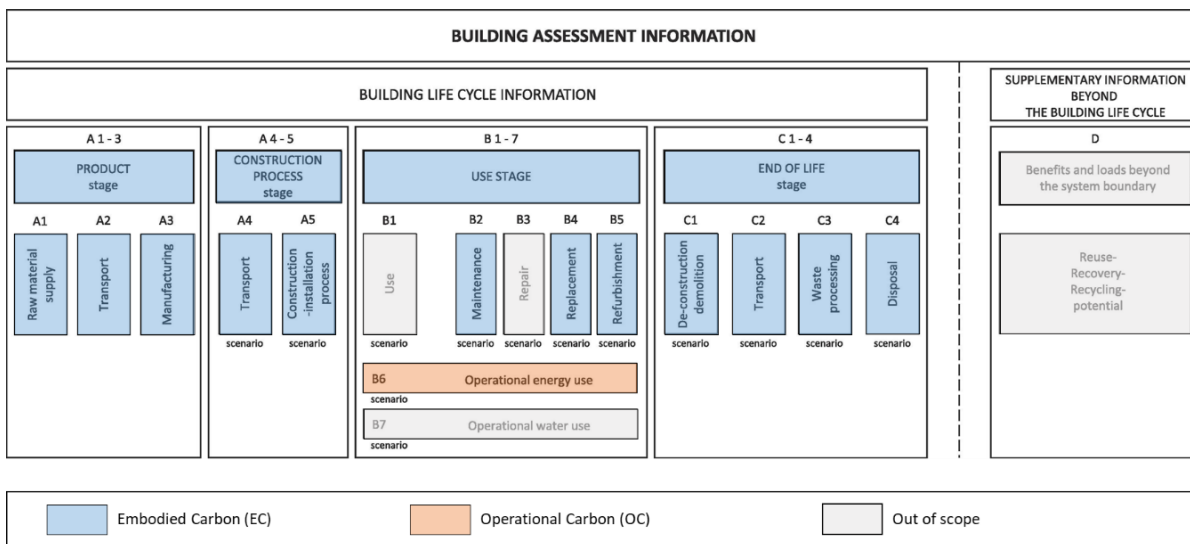 BUILDING ASSESSMENT INFORMATION
BUILDING LIFE CYCLE INFORMATION
SUPPLEMENTARY INFORMATION
BEYOND
THE BUILDING LIFE CYCLE
A 1 - 3
PRODUCT
stage
A1
A2
A3
Raw material
supply
Transport
Manufacturing
A 4 - 5
CONSTRUCTION
PROCESS
stage
A4
A5
Transport
Construction
-installation
process
scenario
scenario
B 1 - 7
USE STAGE
B1
B2
B3
B4
B5
Use
Maintenance
Repair
Replacement
Refurbishment
scenario
scenario
scenario
scenario
scenario
B6
Operational energy use
scenario
B7
Operational water use
scenario
C 1 - 4
END OF LIFE
stage
C1
C2
C3
C4
De-construction
demolition
Transport
Waste
processing
Disposal
scenario
scenario
scenario
scenario
D
Benefits and loads beyond
the system boundary
Reuse-
Recovery-
Recycling-
potential
Embodied Carbon (EC)
Operational Carbon (OC)
Out of scope